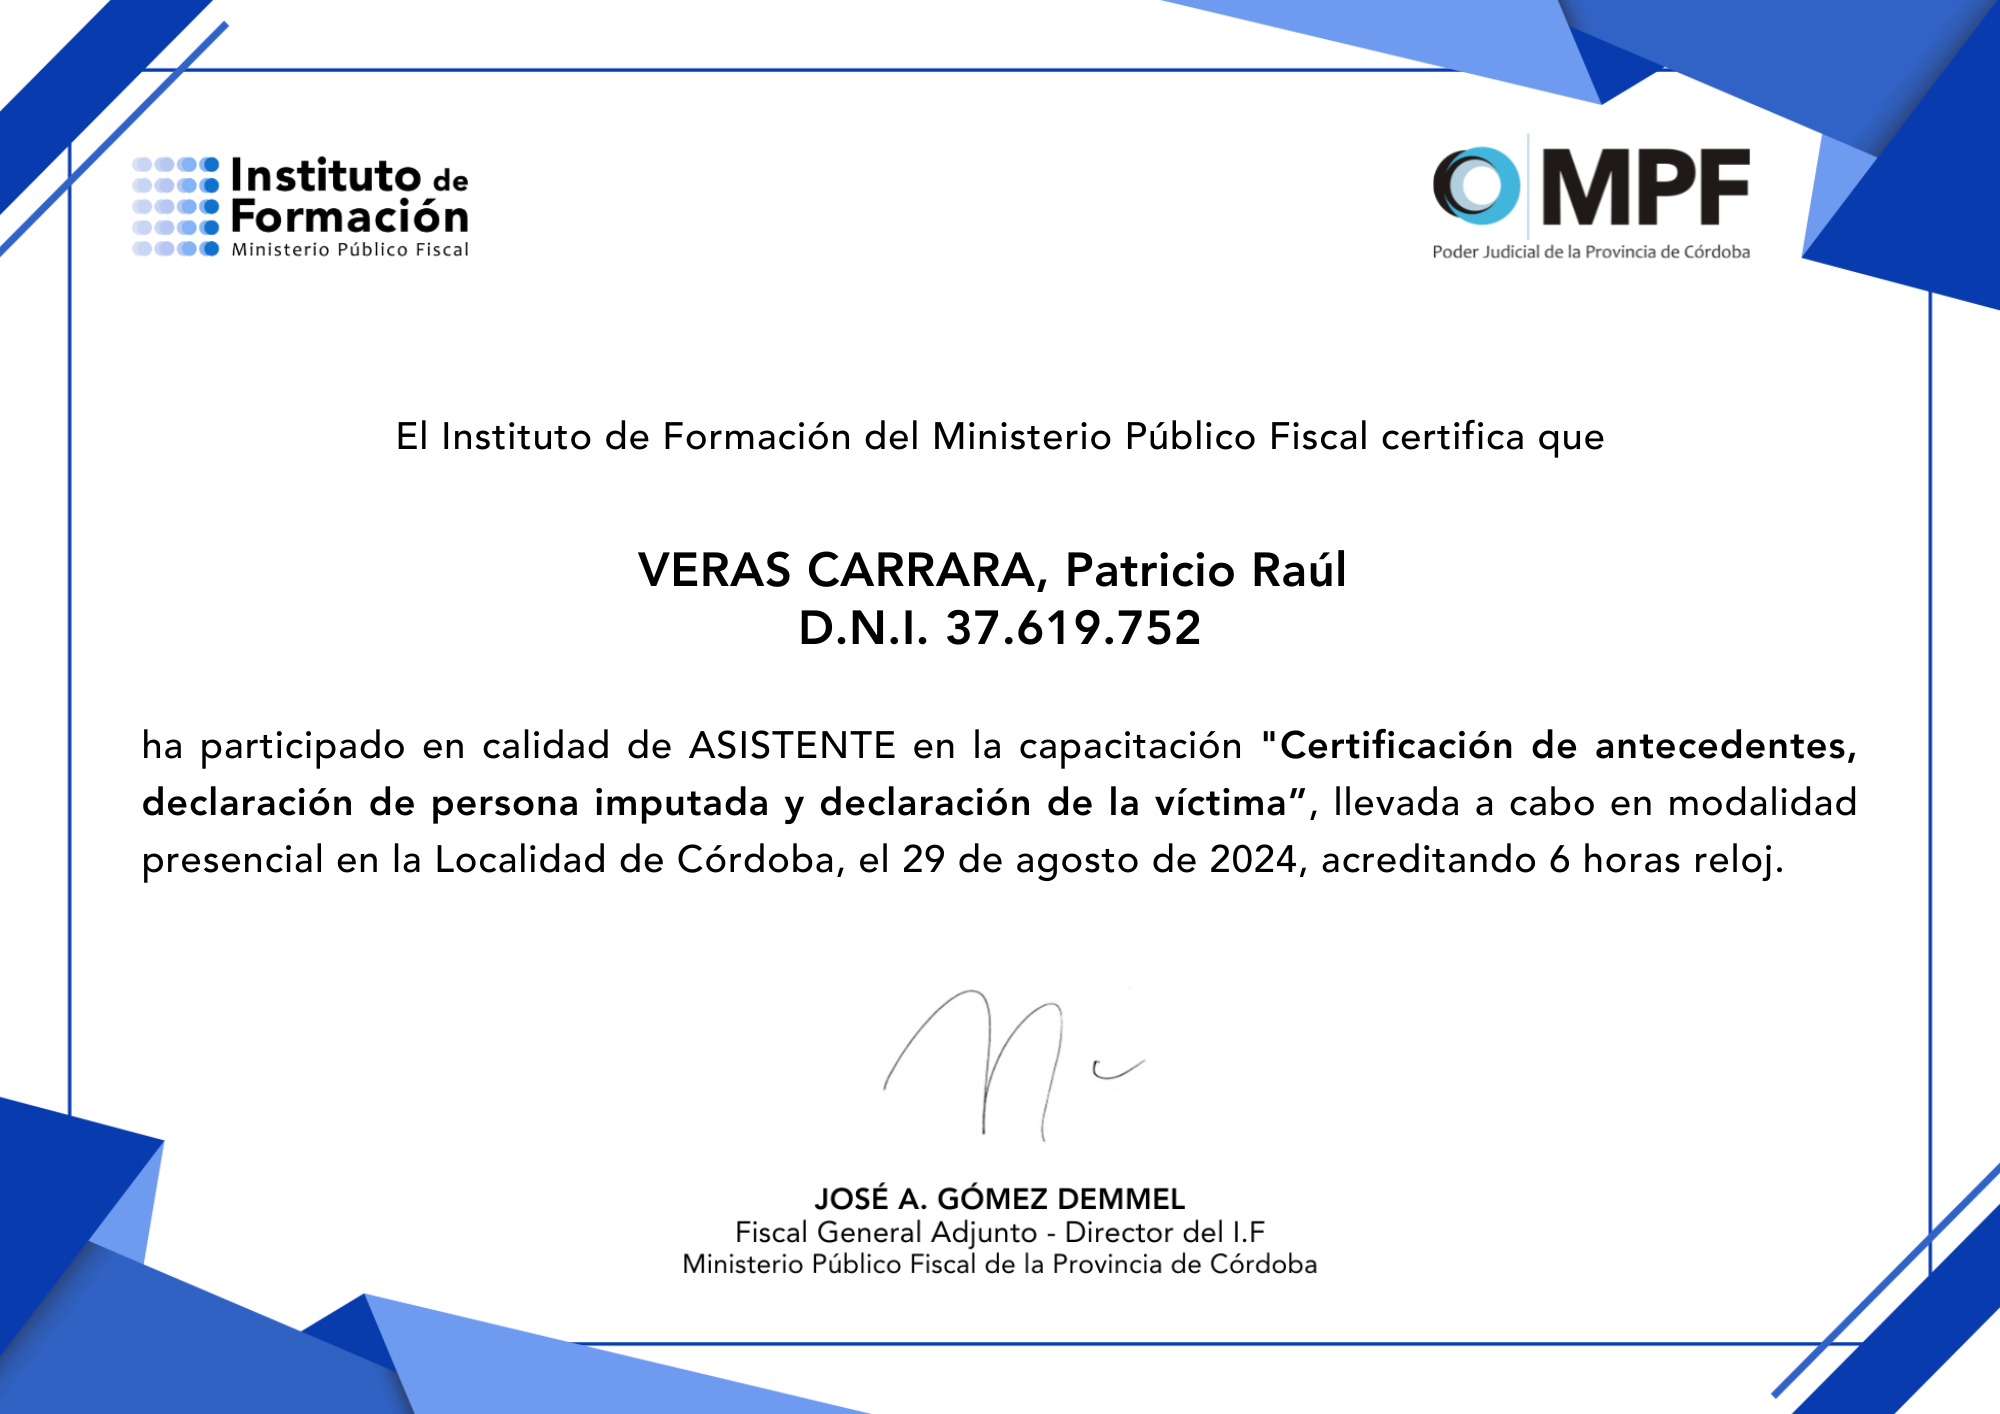 Instituto de
Formación
Ministerio Público Fiscal
MPF
Poder Judicial de la Provincia de Córdoba
El Instituto de Formación del Ministerio Público Fiscal certifica que
VERAS CARRARA, Patricio Raúl
D.N.I. 37.619.752
ha participado en calidad de ASISTENTE en la capacitación "Certificación de antecedentes,
declaración de persona imputada y declaración de la víctima”, llevada a cabo en modalidad
presencial en la Localidad de Córdoba, el 29 de agosto de 2024, acreditando 6 horas reloj.
JOSÉ A. GÓMEZ DEMMEL
Fiscal General Adjunto - Director del I.F
Ministerio Público Fiscal de la Provincia de Córdoba